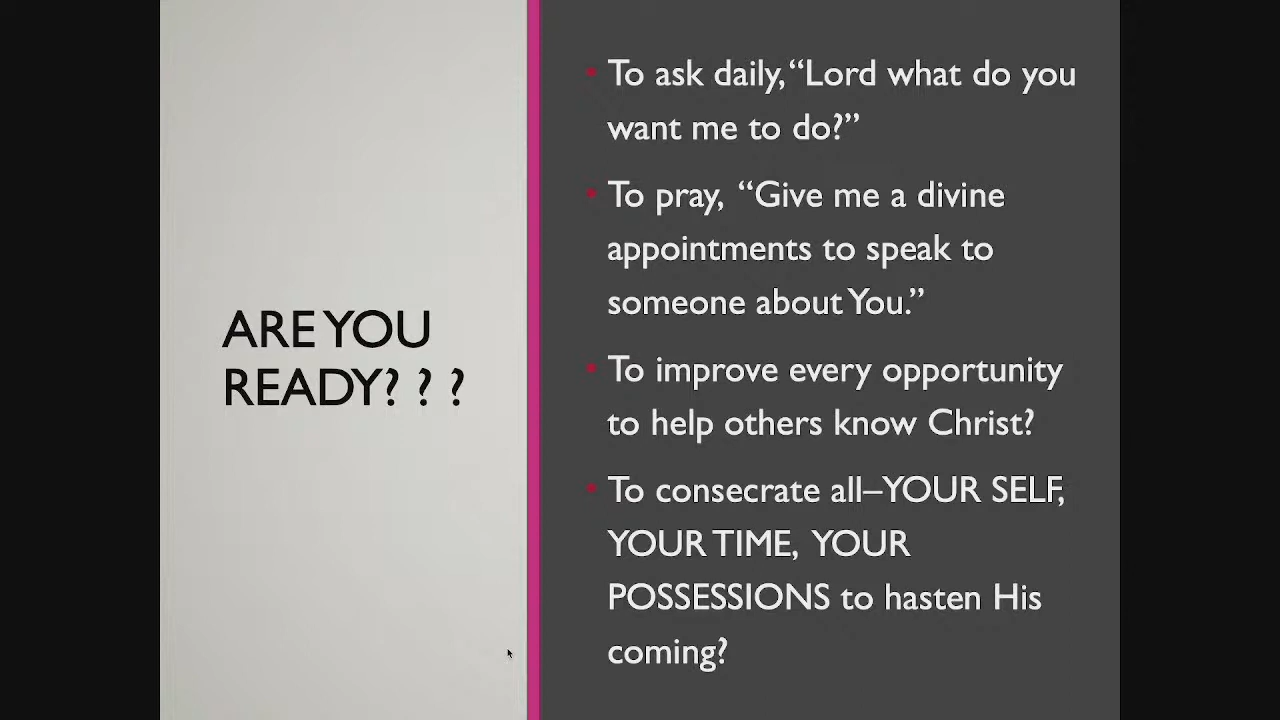 ARE YOU
READY? ? ?
• To ask daily, “Lord what do you
want me to do?”
• To pray, “Give me a divine
appointments to speak to
someone about You.”
• To improve every opportunity
to help others know Christ?
• To consecrate all–YOUR SELF,
YOUR TIME, YOUR
POSSESSIONS to hasten His
coming?